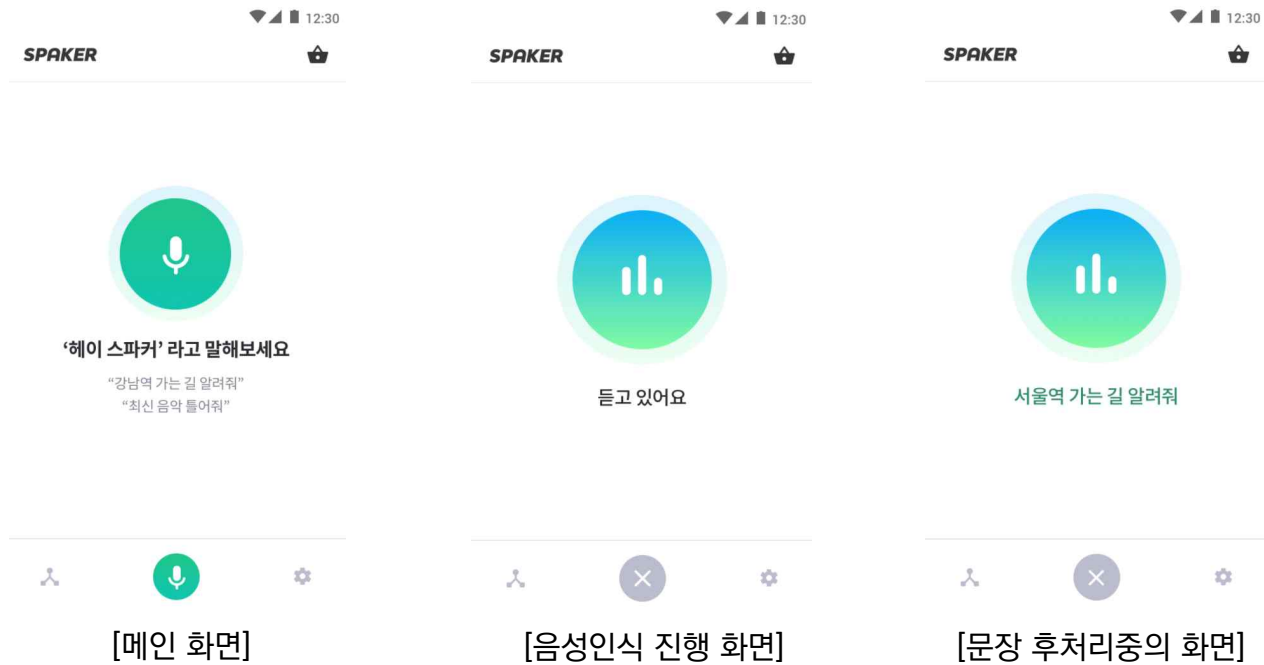 12:30
SPAKER
‘헤이 스파커’ 라고 말해보세요
“강남역 가는 길 알려줘”
“최신 음악 틀어줘”
[메인 화면]
12:30
SPAKER
듣고 있어요
[음성인식 진행 화면]
12:30
SPAKER
서울역 가는 길 알려줘
[문장 후처리중의 화면]